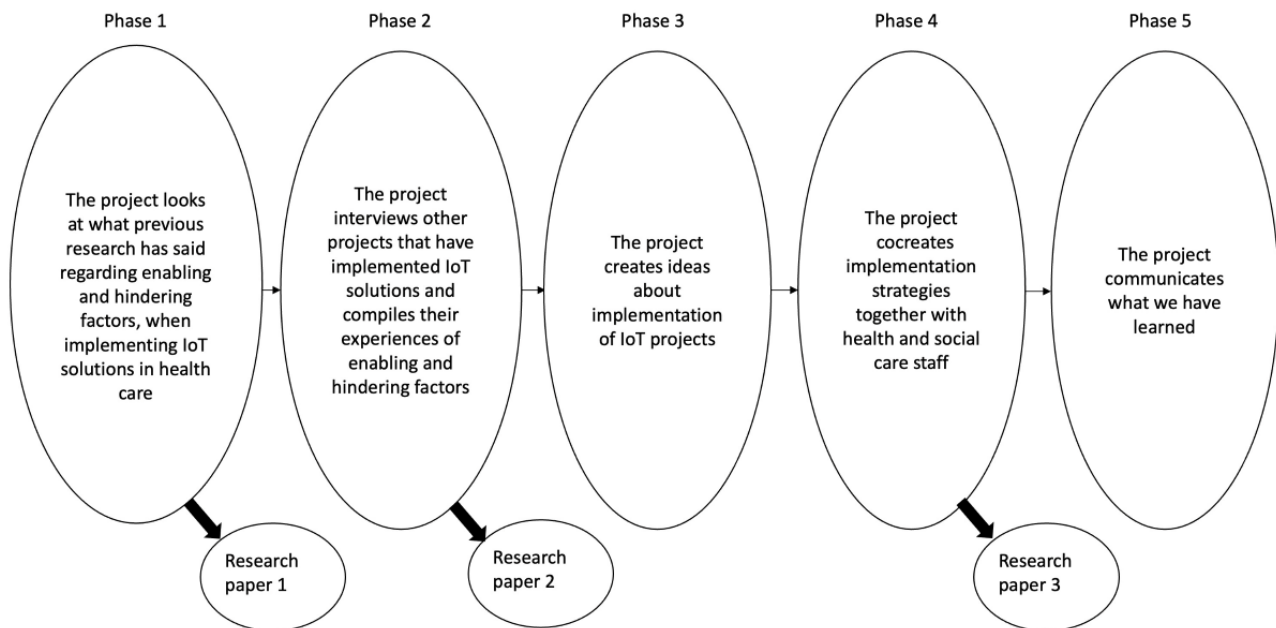 Phase 1
Phase 2
Phase 3
Phase 4
Phase 5
The project looks
at what previous
research has said
regarding enabling
and hindering
factors, when
implementing IoT
solutions in health
care
The project
interviews other
projects that have
implemented IoT
solutions and
compiles their
experiences of
enabling and
hindering factors
The project
creates ideas
about
implementation
of IoT projects
The project
cocreates
implementation
strategies
together with
health and social
care staff
The project
communicates
what we have
learned
Research
paper 1
Research
paper 2
Research
paper 3